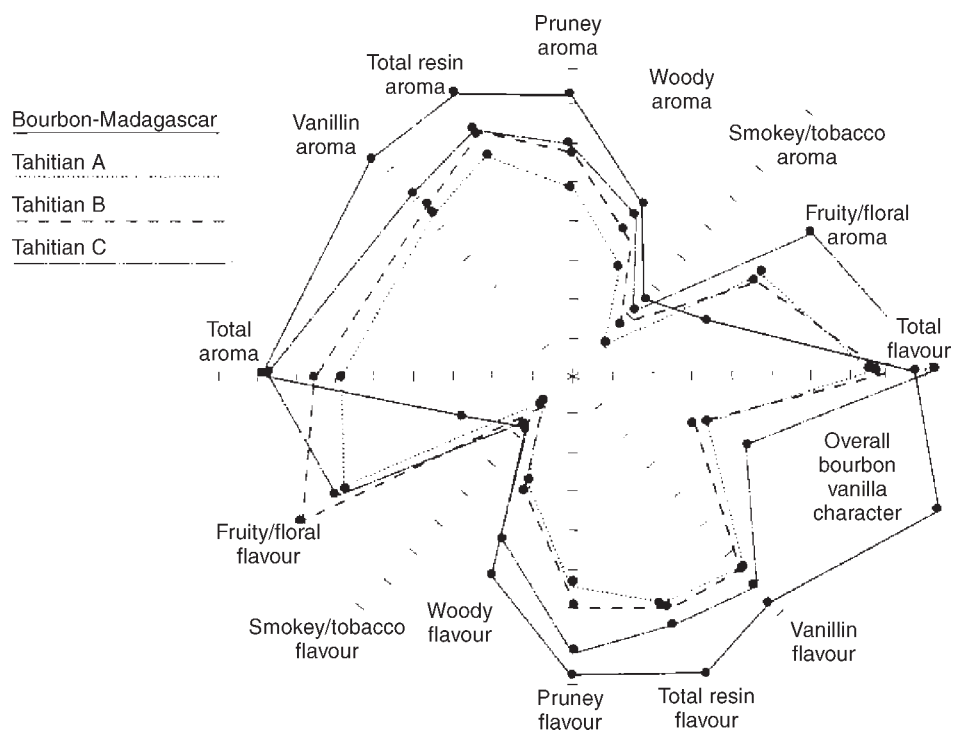 Pruney
aroma
Total resin
aroma
Woody
aroma
Bourbon-Madagascar
Vanillin
aroma
Smokey/tobacco
aroma
Tahitian A
Tahitian B
Fruity/floral
aroma
Tahitian C
Total
aroma
Total
flavour
Overall
bourbon
vanilla
character
Fruity/floral
flavour
Smokey/tobacco
flavour
Woody
flavour
Vanillin
flavour
Pruney
flavour
Total resin
flavour